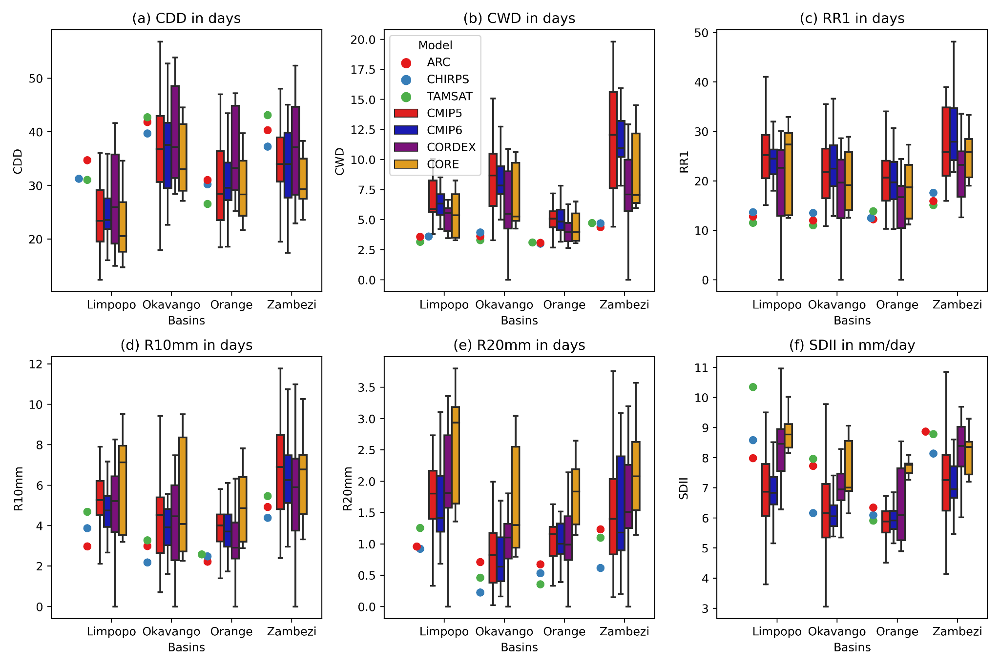 (a) CDD in days
CDD
50
40
30
20
Limpopo Okavango Orange Zambezi
Basins
(b) CWD in days
CWD
20.0
17.5
15.0
12.5
10.0
7.5
5.0
2.5
0.0
Model
ARC
CHIRPS
TAMSAT
CMIP5
CMIP6
CORDEX
CORE
Limpopo Okavango Orange Zambezi
Basins
(c) RR1 in days
RR1
50
40
30
20
10
0
Limpopo Okavango Orange Zambezi
Basins
(d) R10mm in days
R10mm
12
10
8
6
4
2
0
Limpopo Okavango Orange Zambezi
Basins
(e) R20mm in days
R20mm
3.5
3.0
2.5
2.0
1.5
1.0
0.5
0.0
Limpopo Okavango Orange Zambezi
Basins
(f) SDII in mm/day
SDII
11
10
9
8
7
6
5
4
3
Limpopo Okavango Orange Zambezi
Basins